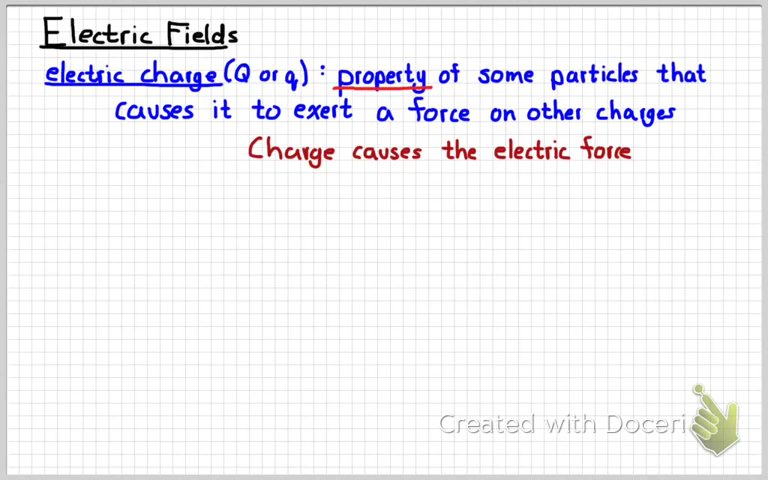 Electric Fields
electric charge (Q or q) : property of some particles that
causes it to exert a force on other charges
Charge causes the electric force
Created with Doceri